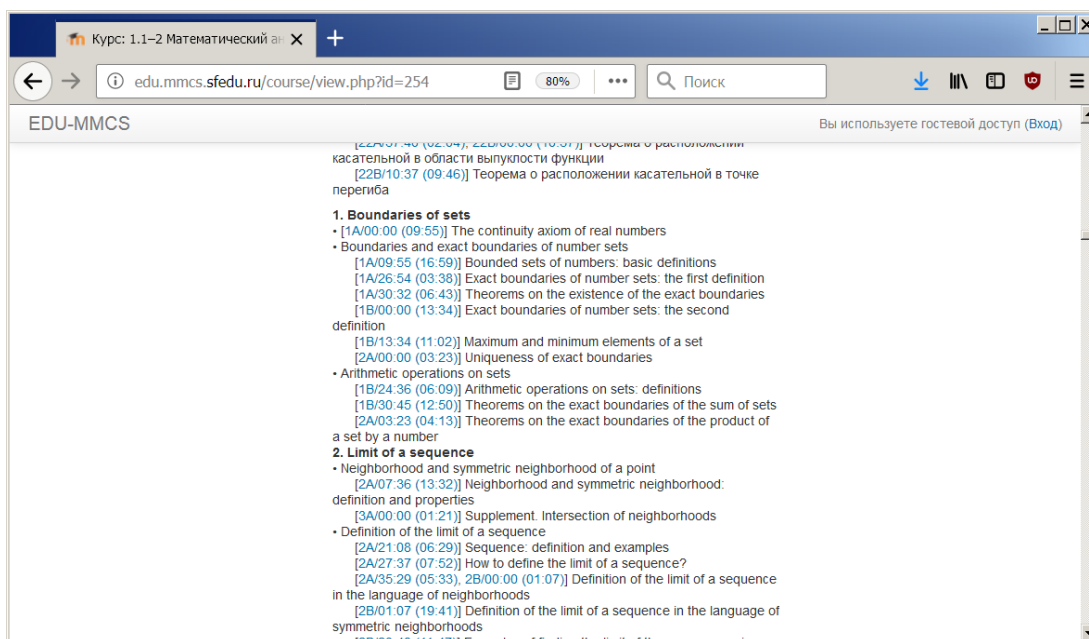 Курс: 1.1–2 Математический ан
edu.mmcs.sfedu.ru/course/view.php?id=254
80%
Поиск
EDU-MMCS
Вы используете гостевой доступ (Вход)
[22A/37:40 (02:04), 22B/00:00 (10:37)] Теорема о расположении
касательной в области выпуклости функции
[22B/10:37 (09:46)] Теорема о расположении касательной в точке
перегиба
1. Boundaries of sets
• [1A/00:00 (09:55)] The continuity axiom of real numbers
• Boundaries and exact boundaries of number sets
[1A/09:55 (16:59)] Bounded sets of numbers: basic definitions
[1A/26:54 (03:38)] Exact boundaries of number sets: the first definition
[1A/30:32 (06:43)] Theorems on the existence of the exact boundaries
[1B/00:00 (13:34)] Exact boundaries of number sets: the second
definition
[1B/13:34 (11:02)] Maximum and minimum elements of a set
[2A/00:00 (03:23)] Uniqueness of exact boundaries
• Arithmetic operations on sets
[1B/24:36 (06:09)] Arithmetic operations on sets: definitions
[1B/30:45 (12:50)] Theorems on the exact boundaries of the sum of sets
[2A/03:23 (04:13)] Theorems on the exact boundaries of the product of
a set by a number
2. Limit of a sequence
• Neighborhood and symmetric neighborhood of a point
[2A/07:36 (13:32)] Neighborhood and symmetric neighborhood:
definition and properties
[3A/00:00 (01:21)] Supplement. Intersection of neighborhoods
• Definition of the limit of a sequence
[2A/21:08 (06:29)] Sequence: definition and examples
[2A/27:37 (07:52)] How to define the limit of a sequence?
[2A/35:29 (05:33), 2B/00:00 (01:07)] Definition of the limit of a sequence
in the language of neighborhoods
[2B/01:07 (19:41)] Definition of the limit of a sequence in the language of
symmetric neighborhoods